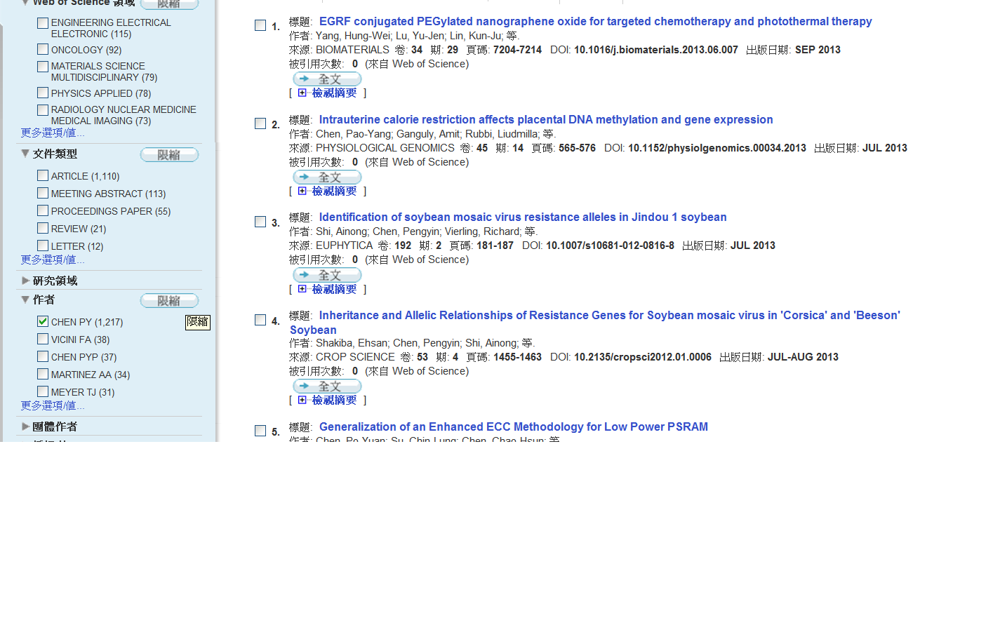 Web of Science 領域
限縮
ENGINEERING ELECTRICAL
ELECTRONIC (115)
ONCOLOGY (92)
MATERIALS SCIENCE
MULTIDISCIPLINARY (79)
PHYSICS APPLIED (78)
RADIOLOGY NUCLEAR MEDICINE
MEDICAL IMAGING (73)
更多選項/值...
文件類型
限縮
ARTICLE (1,110)
MEETING ABSTRACT (113)
PROCEEDINGS PAPER (55)
REVIEW (21)
LETTER (12)
更多選項/值...
研究領域
作者
限縮
CHEN PY (1,217)
限縮
VICINI FA (38)
CHEN PYP (37)
MARTINEZ AA (34)
MEYER TJ (31)
更多選項/值...
團體作者
1. 標題: EGRF conjugated PEGylated nanographene oxide for targeted chemotherapy and photothermal therapy
作者: Yang, Hung-Wei; Lu, Yu-Jen; Lin, Kun-Ju; 等.
來源: BIOMATERIALS 卷: 34 期: 29 頁碼: 7204-7214 DOI: 10.1016/j.biomaterials.2013.06.007 出版日期: SEP 2013
被引用次數: 0 (來自 Web of Science)
全文
[ 檢視摘要 ]
2. 標題: Intrauterine calorie restriction affects placental DNA methylation and gene expression
作者: Chen, Pao-Yang; Ganguly, Amit; Rubbi, Liudmilla; 等.
來源: PHYSIOLOGICAL GENOMICS 卷: 45 期: 14 頁碼: 565-576 DOI: 10.1152/physiolgenomics.00034.2013 出版日期: JUL 2013
被引用次數: 0 (來自 Web of Science)
全文
[ 檢視摘要 ]
3. 標題: Identification of soybean mosaic virus resistance alleles in Jindou 1 soybean
作者: Shi, Ainong; Chen, Pengyin; Vierling, Richard; 等.
來源: EUPHYTICA 卷: 192 期: 2 頁碼: 181-187 DOI: 10.1007/s10681-012-0816-8 出版日期: JUL 2013
被引用次數: 0 (來自 Web of Science)
全文
[ 檢視摘要 ]
4. 標題: Inheritance and Allelic Relationships of Resistance Genes for Soybean mosaic virus in 'Corsica' and 'Beeson'
Soybean
作者: Shakiba, Ehsan; Chen, Pengyin; Shi, Ainong; 等.
來源: CROP SCIENCE 卷: 53 期: 4 頁碼: 1455-1463 DOI: 10.2135/cropsci2012.01.0006 出版日期: JUL-AUG 2013
被引用次數: 0 (來自 Web of Science)
全文
[ 檢視摘要 ]
5. 標題: Generalization of an Enhanced ECC Methodology for Low Power PSRAM
作者: Chen, Po-Yuan; Su, Chin-Lung; Chen, Chao-Hsun; 等